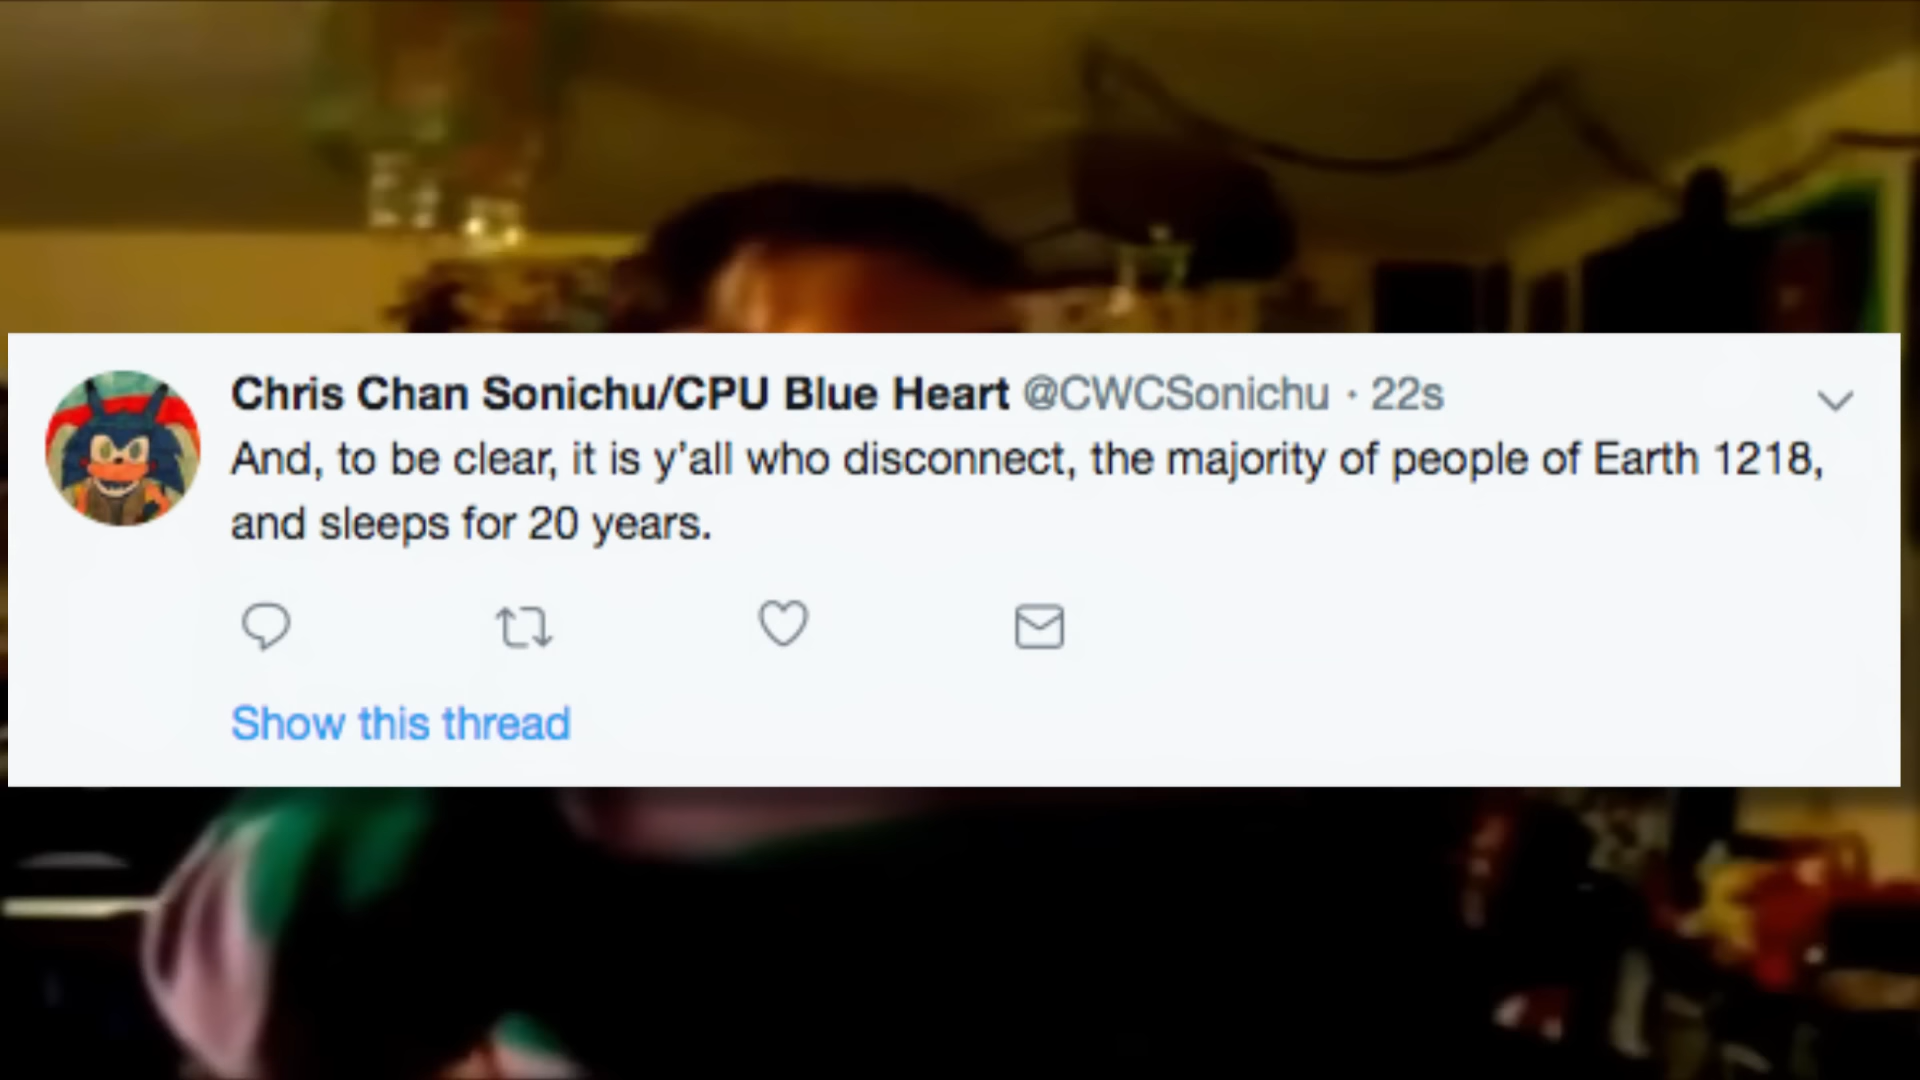 Chris Chan Sonichu/CPU Blue Heart @CWCSonichu · 22s
And, to be clear, it is y'all who disconnect, the majority of people of Earth 1218,
and sleeps for 20 years.
Show this thread